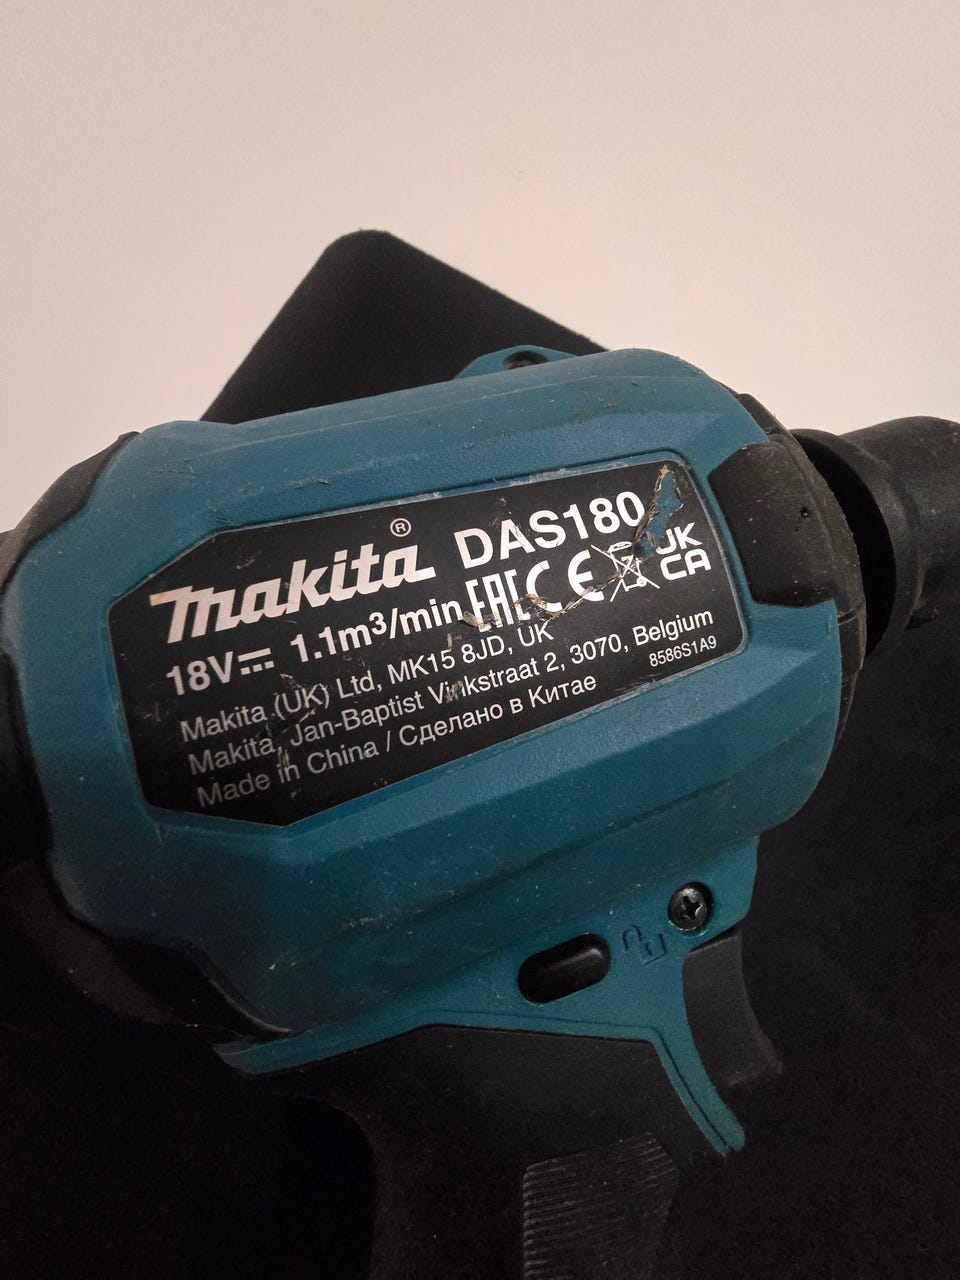 makita® DAS180
18V⎓ 1.1m³/min EAC CE UK
CA
Makita (UK) Ltd, MK15 8JD, UK
Makita, Jan-Baptist Vinkstraat 2, 3070, Belgium
Made in China / Сделано в Китае 8586S1A9